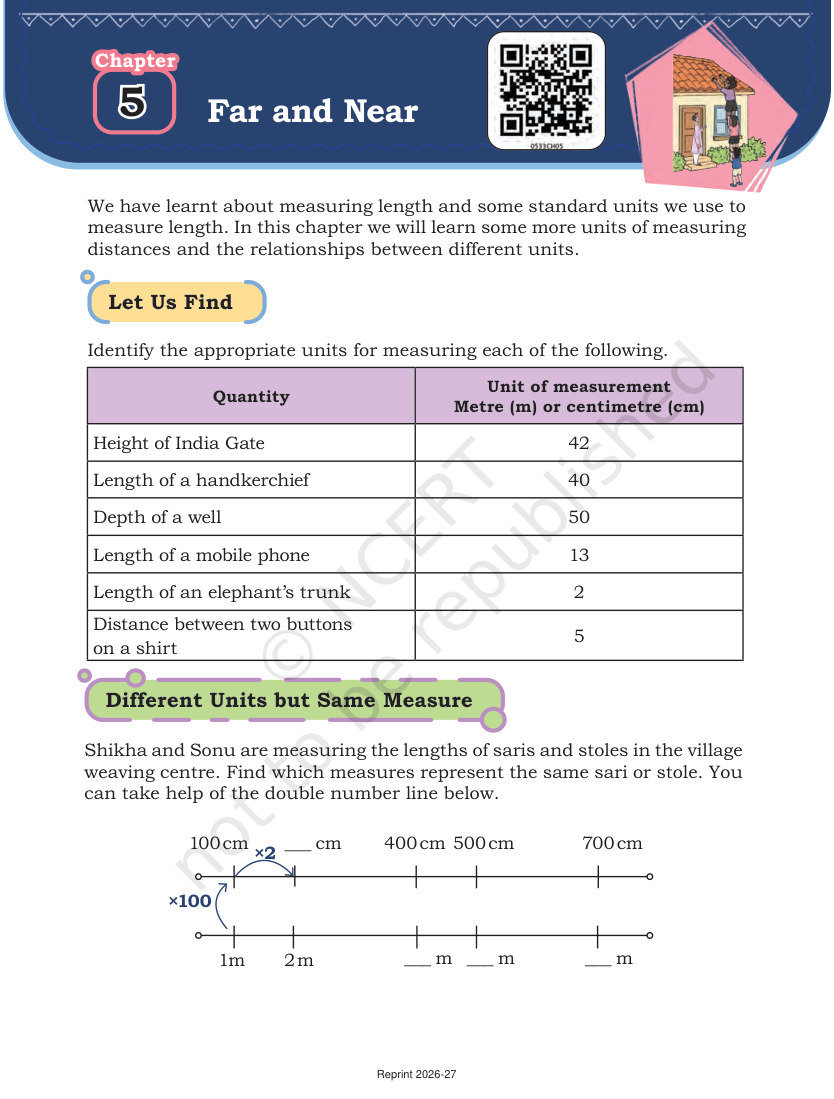 Chapter
5
Far and Near
0533CH05
We have learnt about measuring length and some standard units we use to
measure length. In this chapter we will learn some more units of measuring
distances and the relationships between different units.
Let Us Find
Identify the appropriate units for measuring each of the following.
Quantity
Unit of measurement
Metre (m) or centimetre (cm)
Height of India Gate 42
Length of a handkerchief 40
Depth of a well 50
Length of a mobile phone 13
Length of an elephant’s trunk 2
Distance between two buttons
on a shirt
5
Different Units but Same Measure
Shikha and Sonu are measuring the lengths of saris and stoles in the village
weaving centre. Find which measures represent the same sari or stole. You
can take help of the double number line below.
100 cm ___ cm 400 cm 500 cm 700 cm
×2
×100
1 m 2 m ___ m ___ m ___ m
© NCERT
not to be republished
Reprint 2026-27